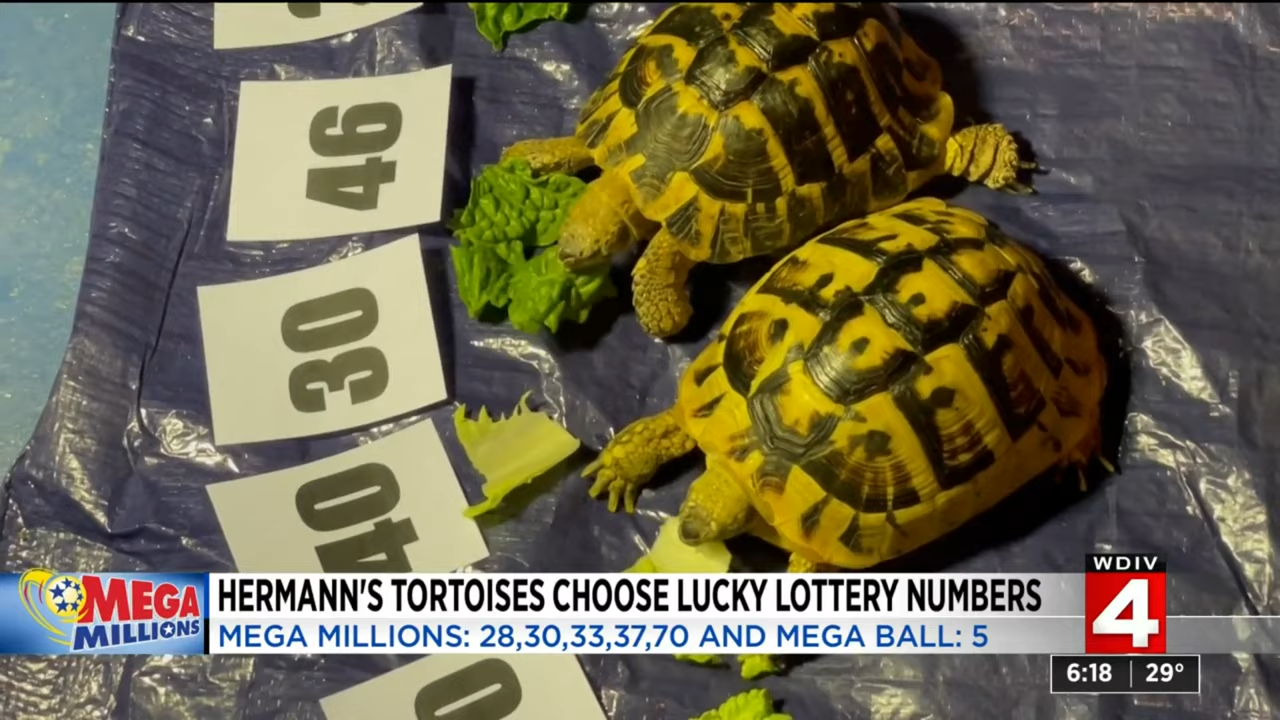 46
30
40
MEGA
MILLIONS
HERMANN'S TORTOISES CHOOSE LUCKY LOTTERY NUMBERS
MEGA MILLIONS: 28,30,33,37,70 AND MEGA BALL: 5
WDIV
4
6:18 29°